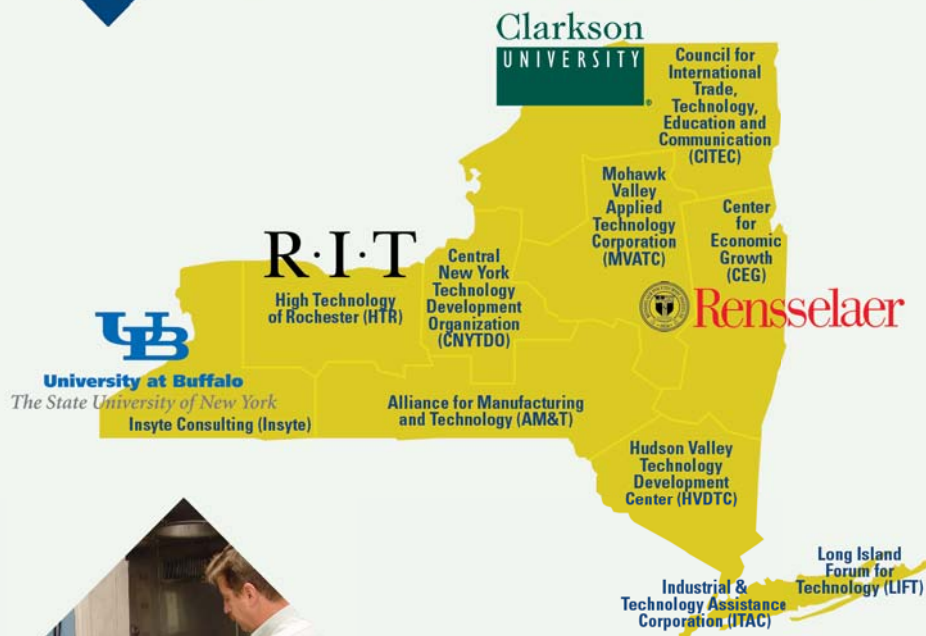 Clarkson
UNIVERSITY
Council for
International
Trade,
Technology,
Education and
Communication
(CITEC)
Mohawk
Valley
Applied
Technology
Corporation
(MVATC)
Center
for
Economic
Growth
(CEG)
R·I·T
High Technology
of Rochester (HTR)
Central
New York
Technology
Development
Organization
(CNYTDO)
Rensselaer
UB
University at Buffalo
The State University of New York
Insyte Consulting (Insyte)
Alliance for Manufacturing
and Technology (AM&T)
Hudson Valley
Technology
Development
Center (HVDTC)
Long Island
Forum for
Technology (LIFT)
Industrial &
Technology Assistance
Corporation (ITAC)